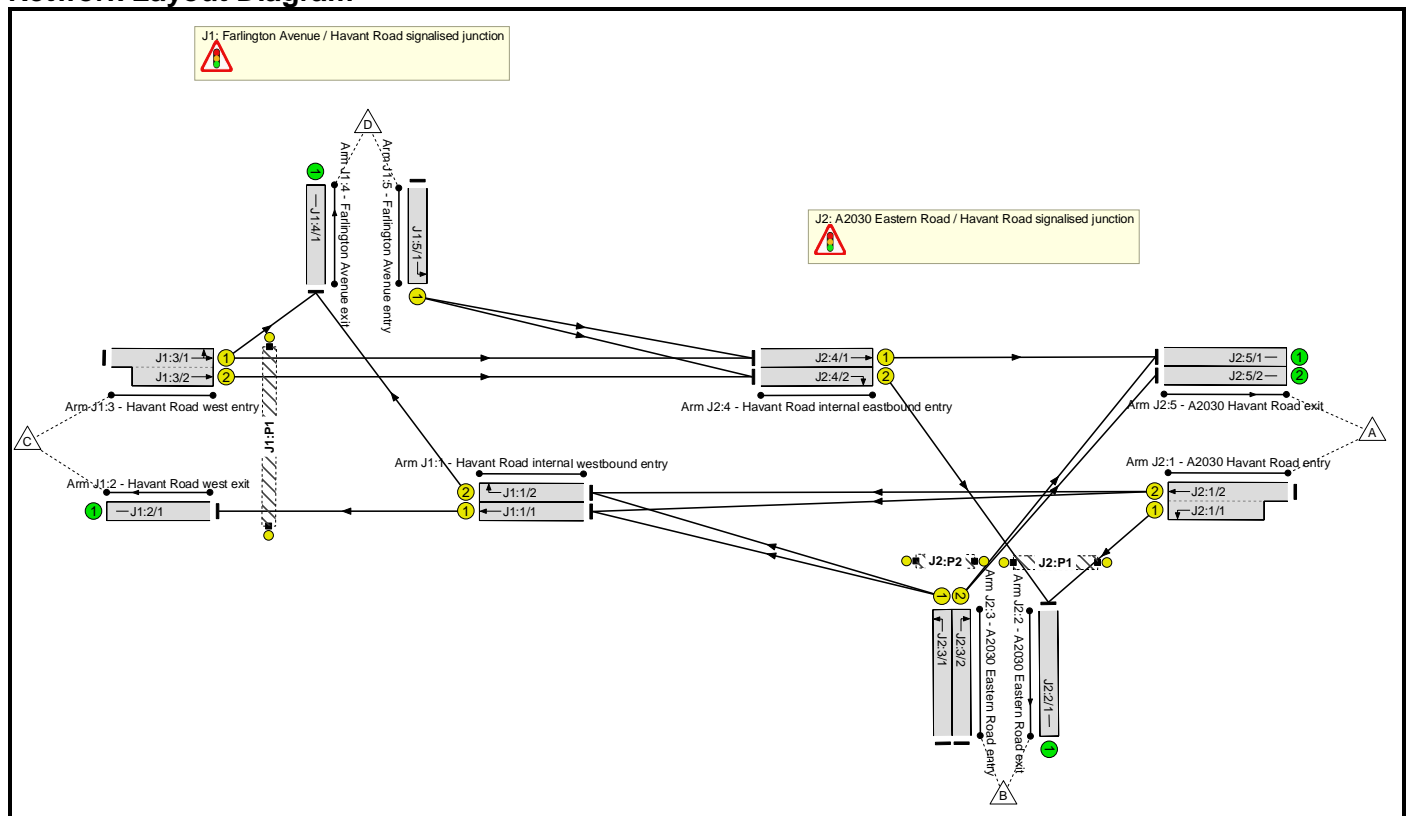 Network Layout Diagram
J1: Farlington Avenue / Havant Road signalised junction
D
1
J1:4/1
Arm J1:4 - Farlington Avenue exit
Arm J1:5 - Farlington Avenue entry
J1:5/1
1
J2: A2030 Eastern Road / Havant Road signalised junction
J1:3/1
1
J1:3/2
2
Arm J1:3 - Havant Road west entry
J1:P1
J2:4/1
1
J2:4/2
2
Arm J2:4 - Havant Road internal eastbound entry
J2:5/1
1
J2:5/2
2
Arm J2:5 - A2030 Havant Road exit
C
A
Arm J1:2 - Havant Road west exit
1
J1:2/1
Arm J1:1 - Havant Road internal westbound entry
2
J1:1/2
1
J1:1/1
Arm J2:1 - A2030 Havant Road entry
2
J2:1/2
1
J2:1/1
J2:P2
J2:P1
1
2
J2:3/1
J2:3/2
Arm J2:3 - A2030 Eastern Road entry
Arm J2:2 - A2030 Eastern Road exit
J2:2/1
1
B